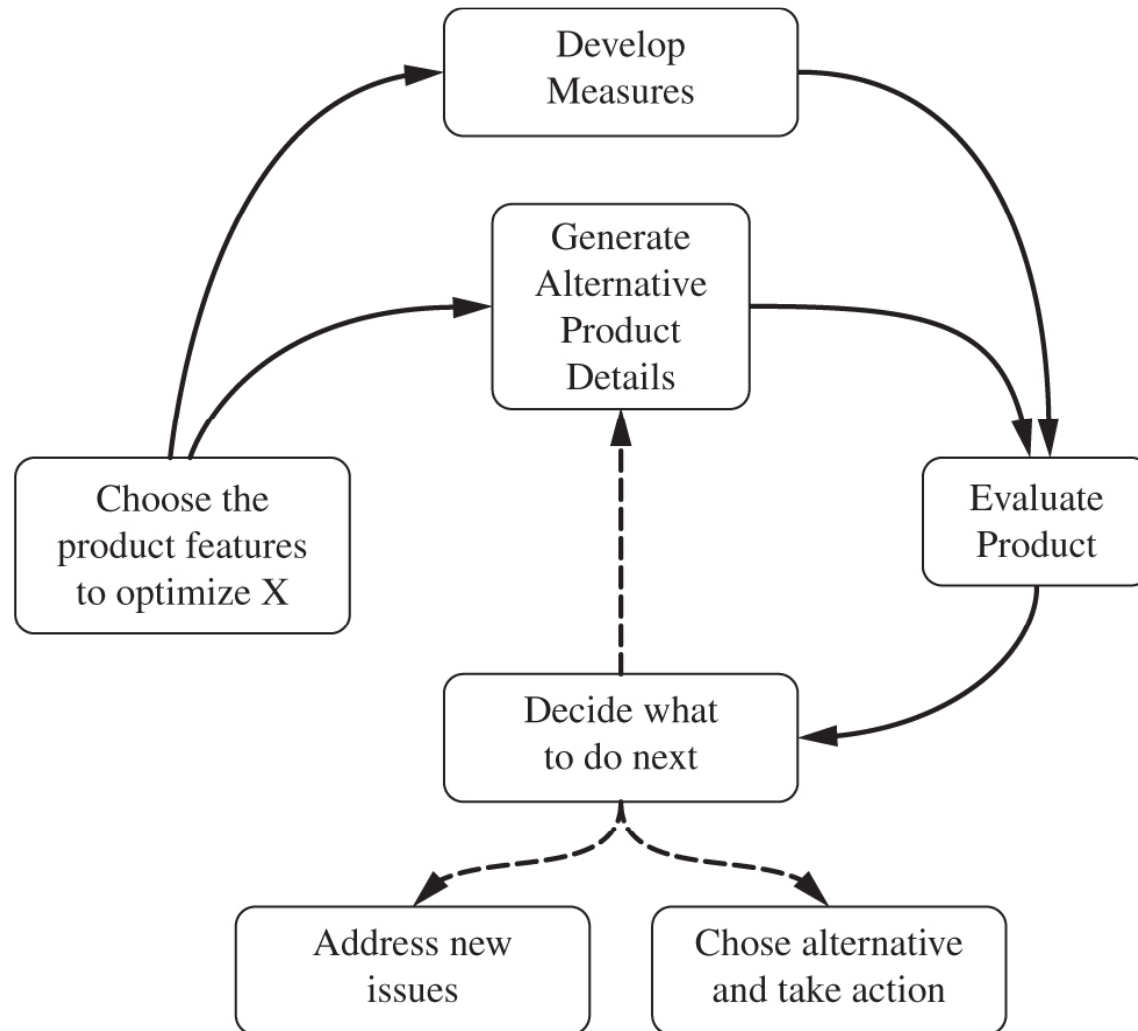 Develop
Measures
Generate
Alternative
Product
Details
Choose the
product features
to optimize X
Evaluate
Product
Decide what
to do next
Address new
issues
Chose alternative
and take action